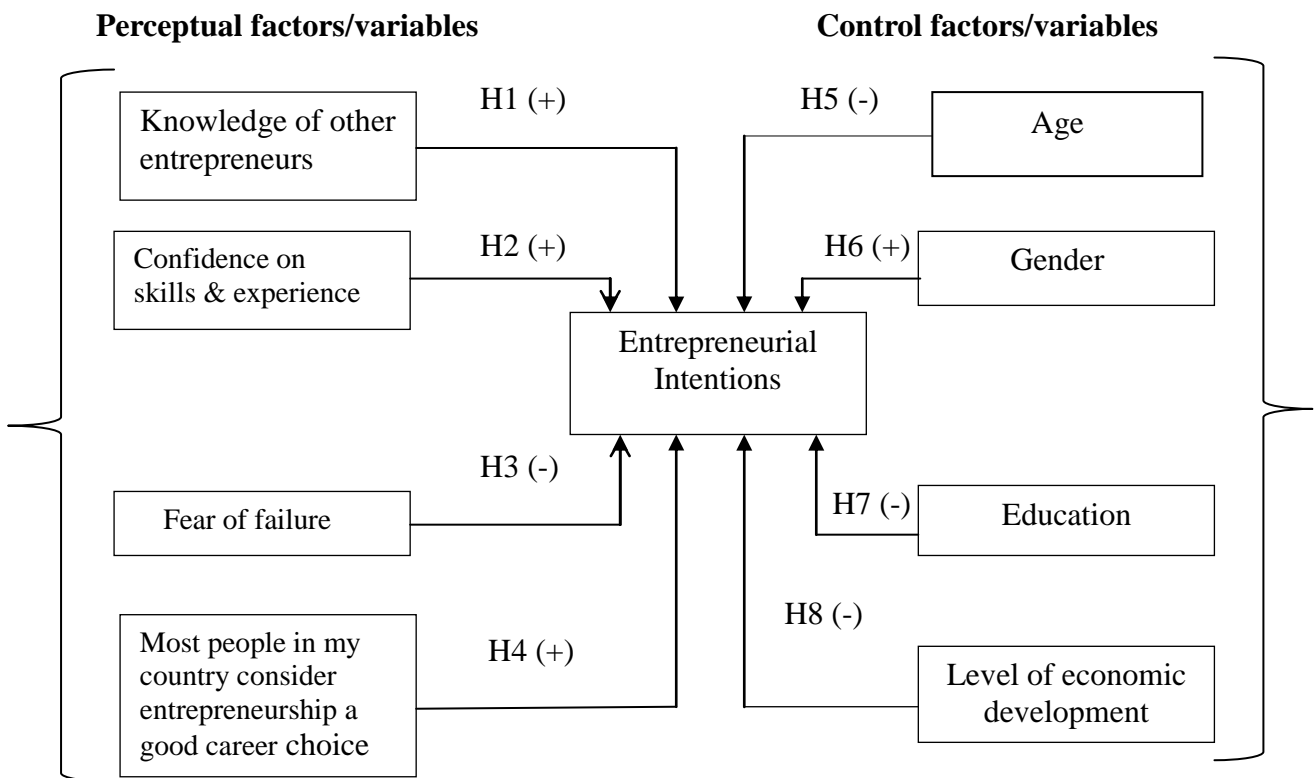 Perceptual factors/variables
Control factors/variables
Knowledge of other
entrepreneurs
H1 (+)
H5 (-)
Age
Confidence on
skills & experience
H2 (+)
H6 (+)
Gender
Entrepreneurial
Intentions
Fear of failure
H3 (-)
H7 (-)
Education
Most people in my
country consider
entrepreneurship a
good career choice
H4 (+)
H8 (-)
Level of economic
development